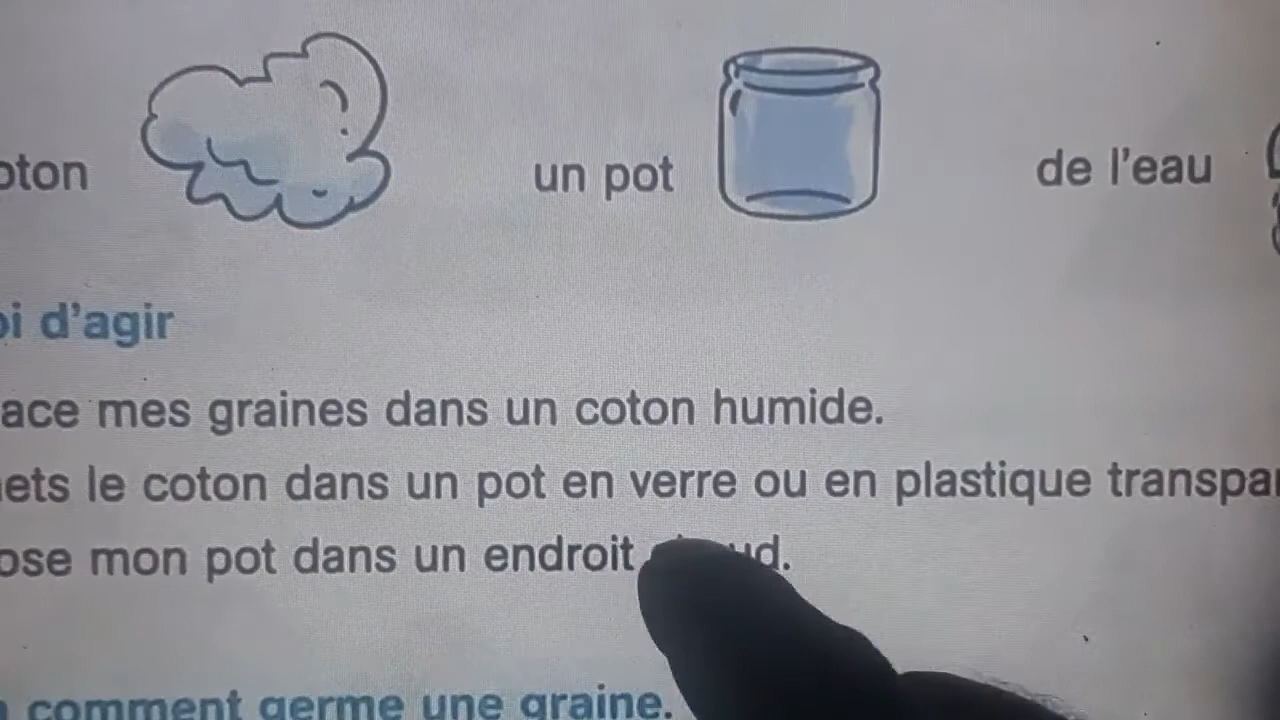 oton un pot de l'eau
oi d'agir
ace mes graines dans un coton humide.
ets le coton dans un pot en verre ou en plastique transpa
ose mon pot dans un endroit
comment germe une graine.